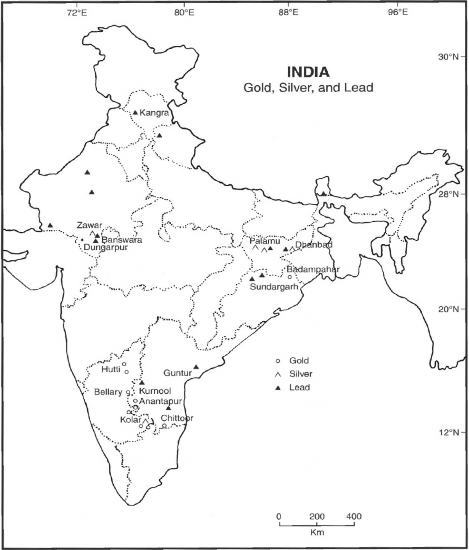 72°E 80°E 88°E 96°E
30°N
INDIA
Gold, Silver, and Lead
Kangra
28°N
Zawar
Banswara
Dungarpur
Palamu
Dhanbad
Badampahar
Sundargarh
20°N
Hutti
Guntur
Gold
Silver
Bellary
Kurnool
Lead
Anantapur
Kolar
Chittoor
12°N
0 200 400
Km